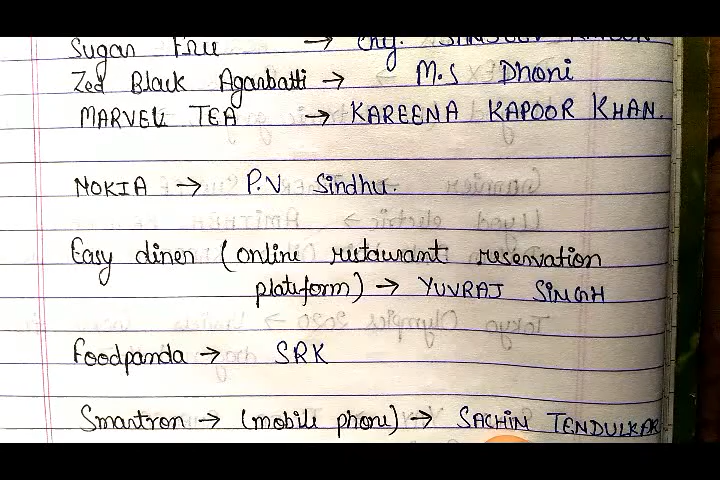 Sugar Free →
Zed Black Agarbatti → M.S Dhoni
MARVEL TEA → KAREENA KAPOOR KHAN.
NOKIA → P.V Sindhu.
Easy diner (online restaurant reservation
plateform) → YUVRAJ SINGH
Foodpanda → SRK
Smartron → (mobile phone) → SACHIN TENDULKAR